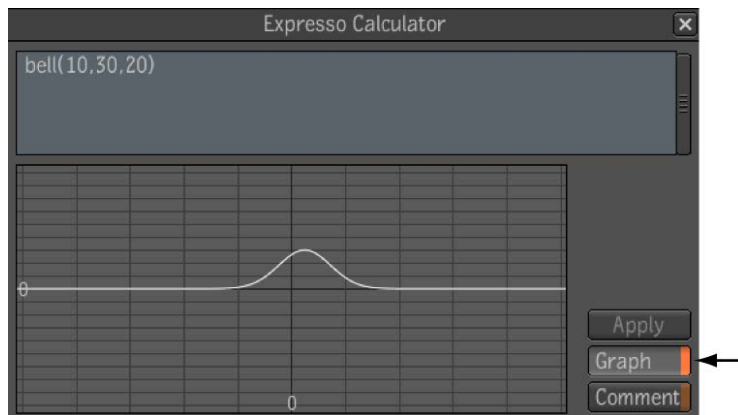 Expresso Calculator
bell(10,30,20)
0
0
Apply
Graph
Comment